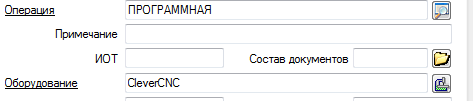 Операция ПРОГРАММНАЯ
Примечание
ИОТ Состав документов
Оборудование CleverCNC